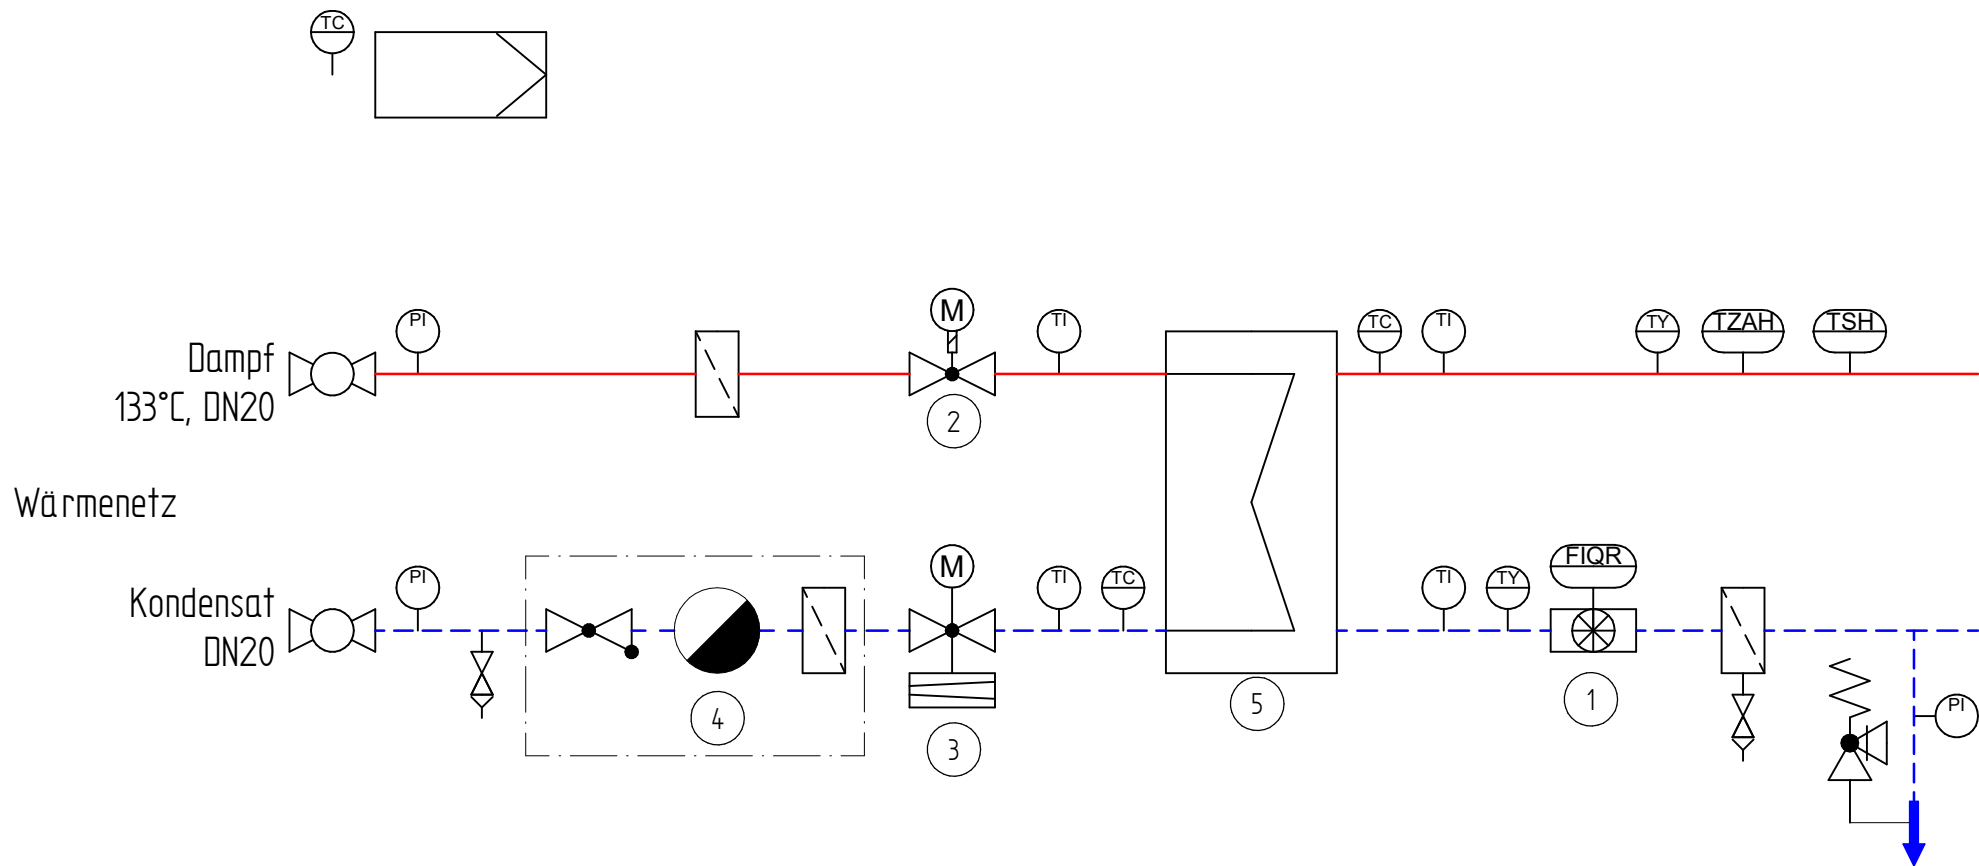 TC
M
PI
TI
TC
TI
TY
TZAH
TSH
Dampf
133°C, DN20
2
Wärmenetz
M
FIQR
PI
TI
TC
TI
TY
Kondensat
DN20
4
3
5
1
PI